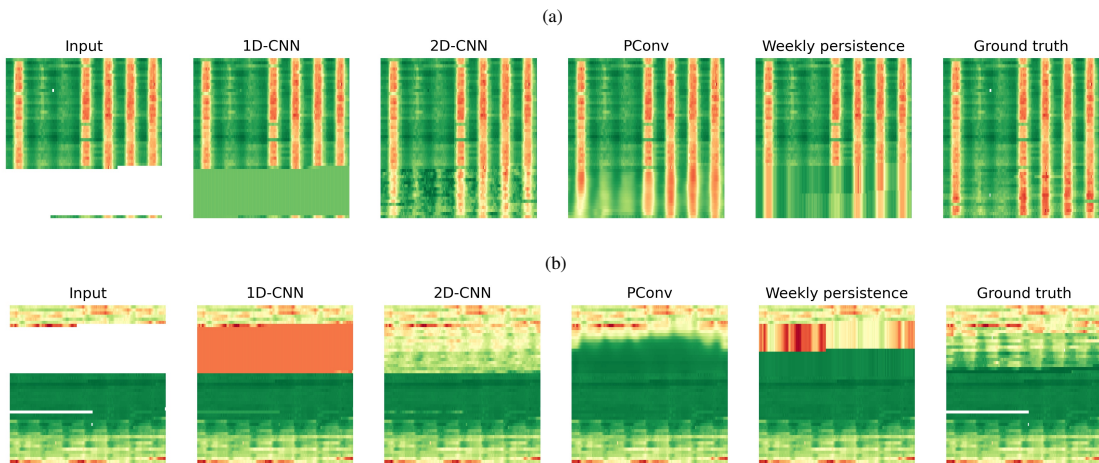 (a)
Input 1D-CNN 2D-CNN PConv Weekly persistence Ground truth
(b)
Input 1D-CNN 2D-CNN PConv Weekly persistence Ground truth